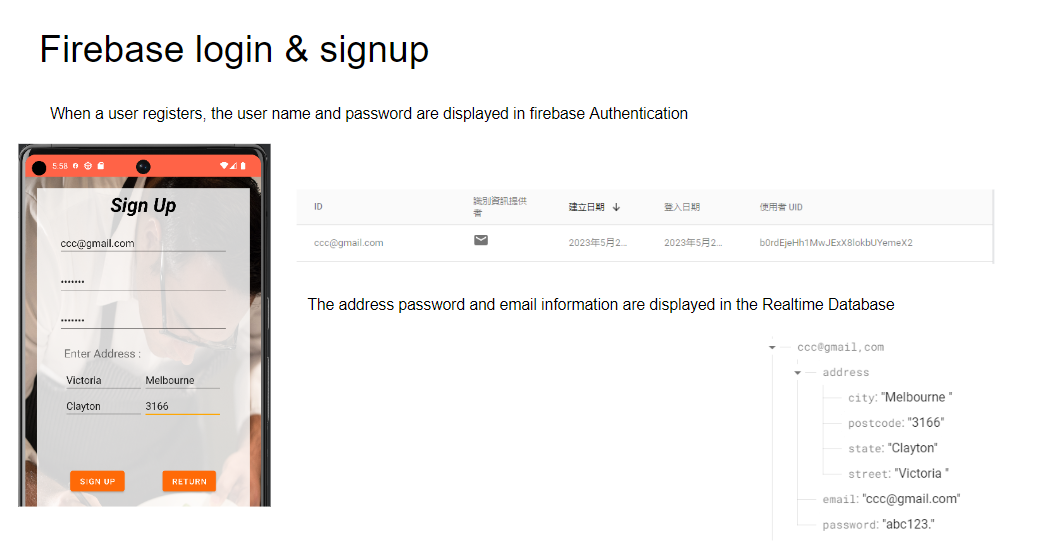 Firebase login & signup
When a user registers, the user name and password are displayed in firebase Authentication
5:58
Sign Up
ccc@gmail.com
•••••••
•••••••
Enter Address :
Victoria Melbourne
Clayton 3166
SIGN UP RETURN
ID 識別資訊提供者 建立日期 ↓ 登入日期 使用者 UID
ccc@gmail.com 2023年5月2... 2023年5月2... b0rdEjeHh1MwJExX8lokbUYemeX2
The address password and email information are displayed in the Realtime Database
ccc@gmail,com
address
city: "Melbourne "
postcode: "3166"
state: "Clayton"
street: "Victoria "
email: "ccc@gmail.com"
password: "abc123."